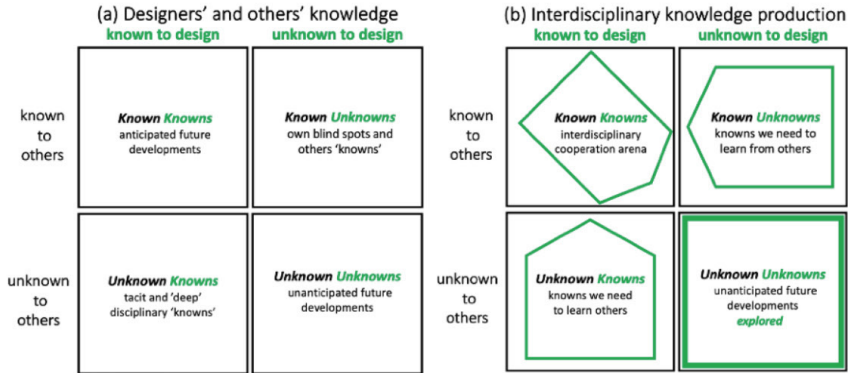 (a) Designers' and others' knowledge
known to design
unknown to design
known
to
others
Known Knowns
anticipated future
developments
Known Unknowns
own blind spots and
others 'knowns'
unknown
to
others
Unknown Knowns
tacit and 'deep'
disciplinary 'knowns'
Unknown Unknowns
unanticipated future
developments
(b) Interdisciplinary knowledge production
known to design
unknown to design
known
to
others
Known Knowns
interdisciplinary
cooperation arena
Known Unknowns
knowns we need to
learn from others
unknown
to
others
Unknown Knowns
knowns we need
to learn others
Unknown Unknowns
unanticipated future
developments
explored